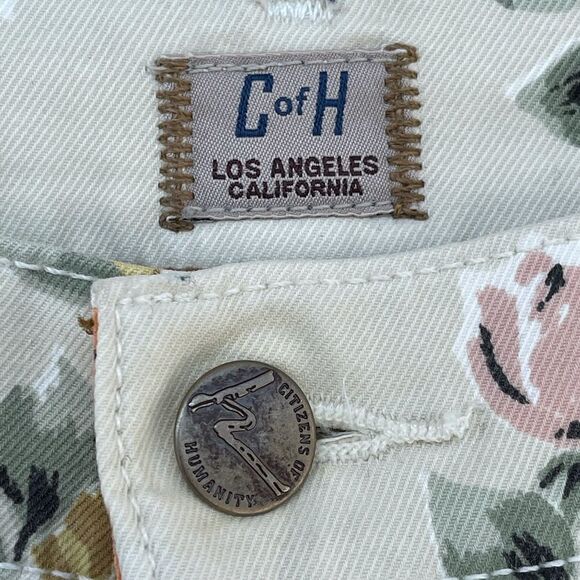 C of H
LOS ANGELES
CALIFORNIA
CITIZENS OF
HUMANITY